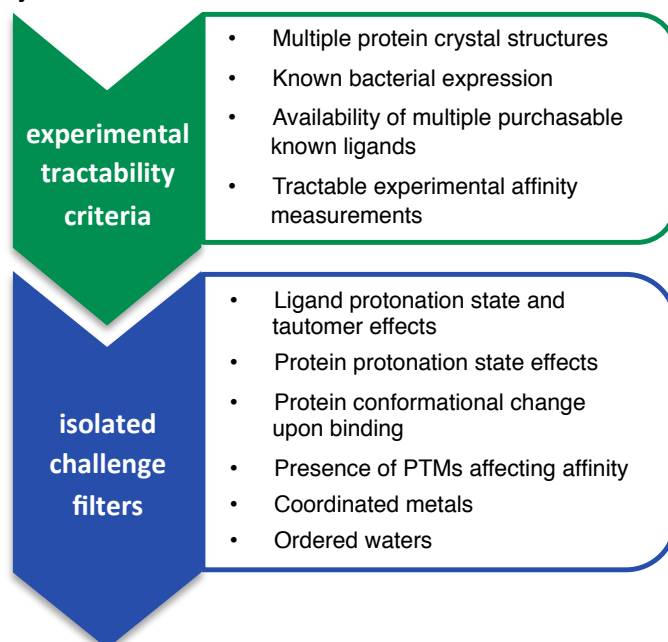 experimental
tractability
criteria
• Multiple protein crystal structures
• Known bacterial expression
• Availability of multiple purchasable
known ligands
• Tractable experimental affinity
measurements
isolated
challenge
filters
• Ligand protonation state and
tautomer effects
• Protein protonation state effects
• Protein conformational change
upon binding
• Presence of PTMs affecting affinity
• Coordinated metals
• Ordered waters